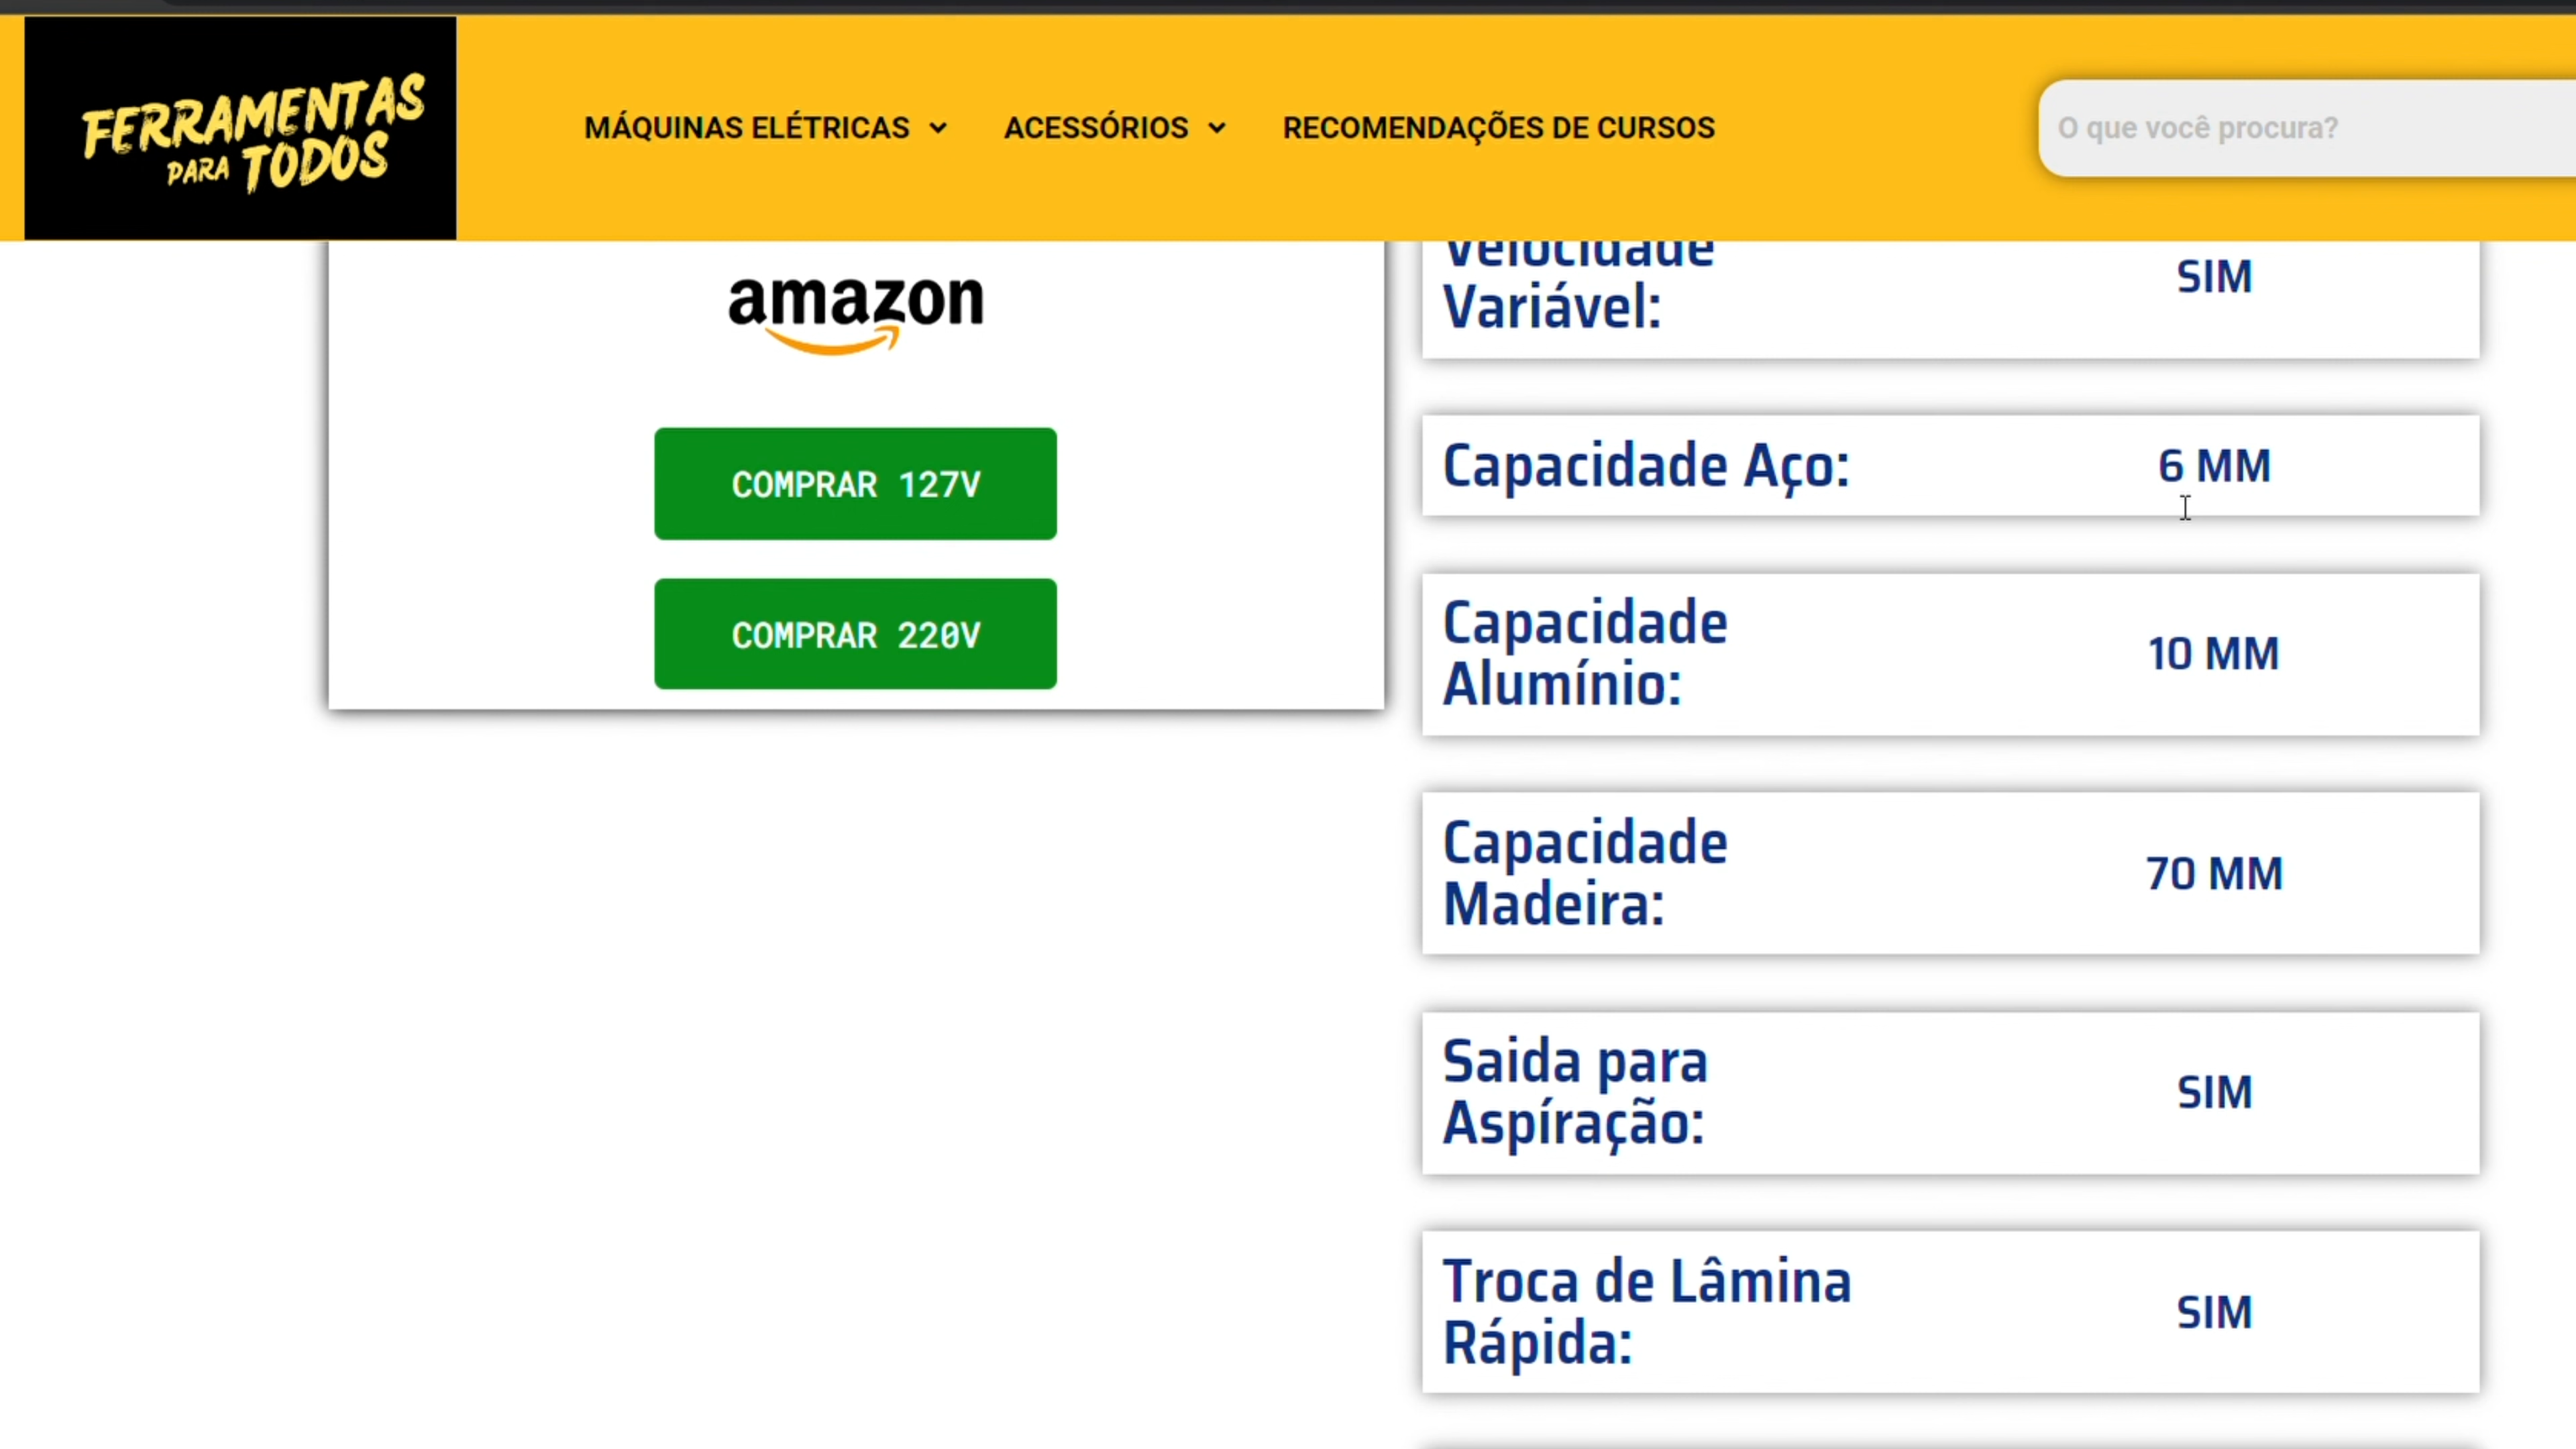 FERRAMENTAS
PARA TODOS
MÁQUINAS ELÉTRICAS
ACESSÓRIOS
RECOMENDAÇÕES DE CURSOS
O que você procura?
amazon
COMPRAR 127V
COMPRAR 220V
Velocidade
Variável:
SIM
Capacidade Aço:
6 MM
Capacidade
Alumínio:
10 MM
Capacidade
Madeira:
70 MM
Saida para
Aspíração:
SIM
Troca de Lâmina
Rápida:
SIM